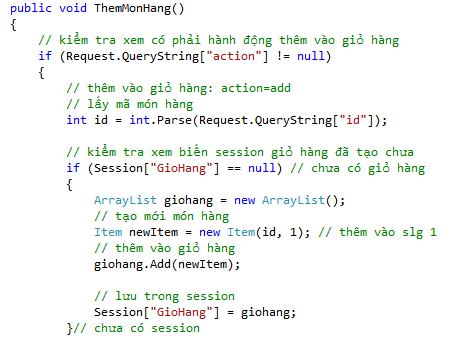 public void ThemMonHang()
{
// kiểm tra xem có phải hành động thêm vào giỏ hàng
if (Request.QueryString["action"] != null)
{
// thêm vào giỏ hàng: action=add
// lấy mã món hàng
int id = int.Parse(Request.QueryString["id"]);
// kiểm tra xem biến session giỏ hàng đã tạo chưa
if (Session["GioHang"] == null) // chưa có giỏ hàng
{
ArrayList giohang = new ArrayList();
// tạo mới món hàng
Item newItem = new Item(id, 1); // thêm vào slg 1
// thêm vào giỏ hàng
giohang.Add(newItem);
// lưu trong session
Session["GioHang"] = giohang;
}// chưa có session